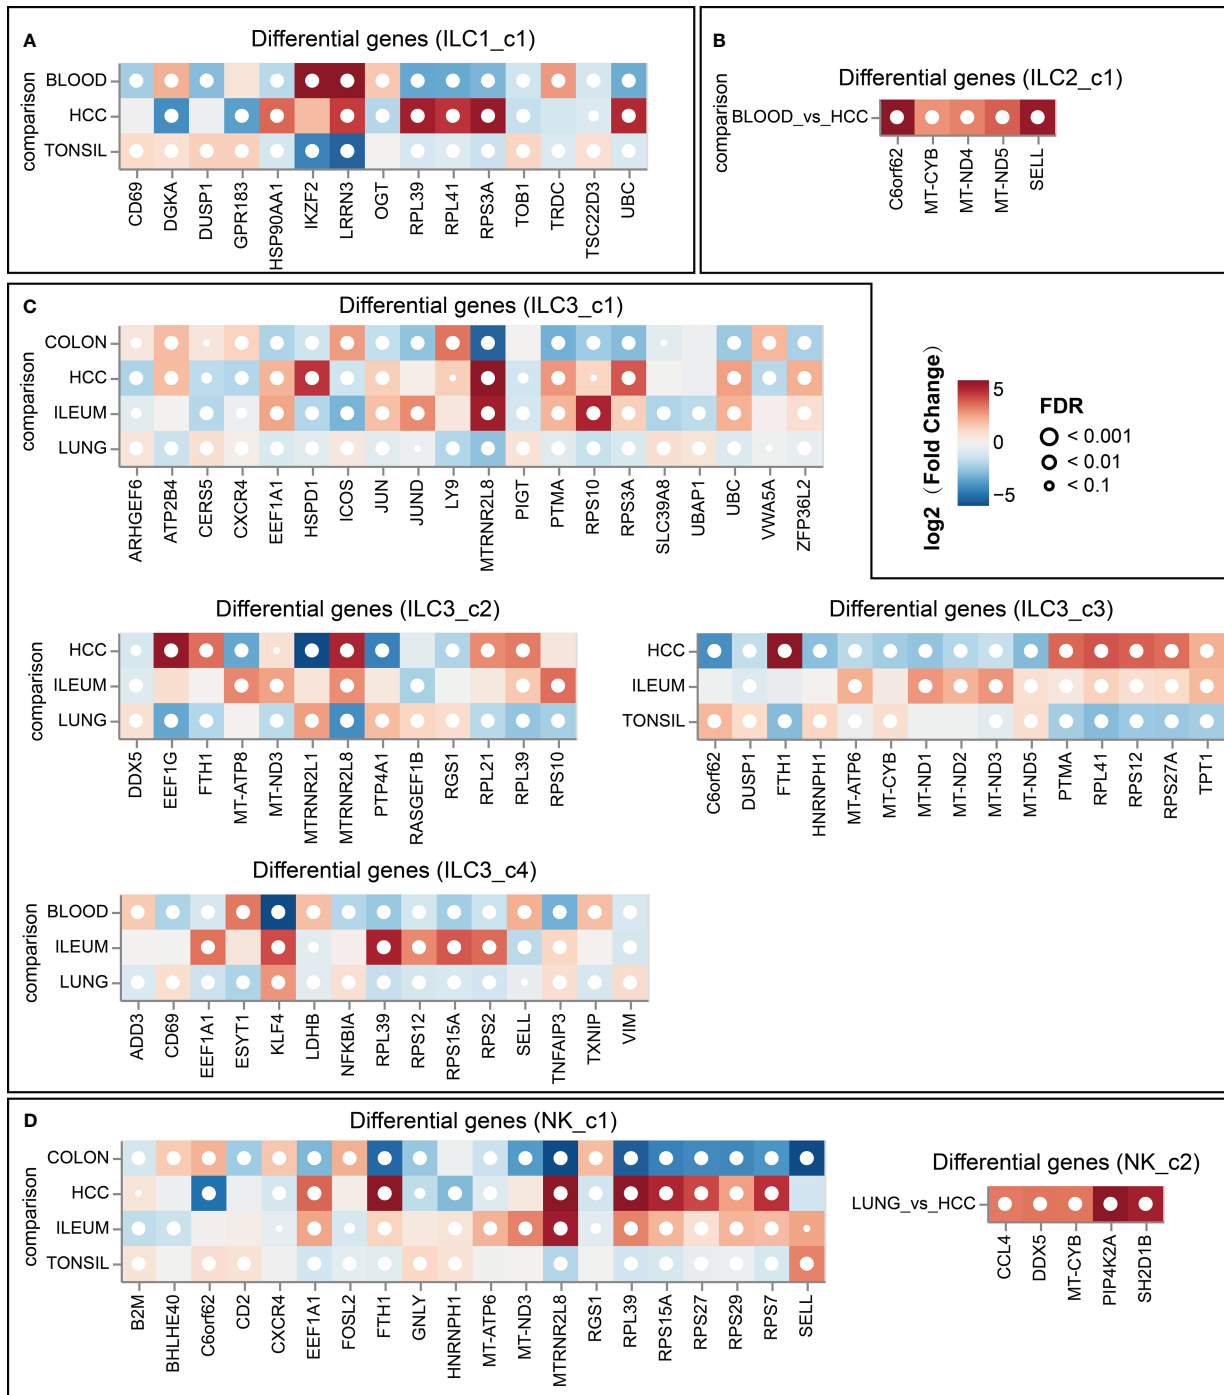 A
Differential genes (ILC1_c1)
comparison
BLOOD
HCC
TONSIL
CD69
DGKA
DUSP1
GPR183
HSP90AA1
IKZF2
LRRN3
OGT
RPL39
RPL41
RPS3A
TOB1
TRDC
TSC22D3
UBC
B
Differential genes (ILC2_c1)
comparison
BLOOD_vs_HCC
C6orf62
MT-CYB
MT-ND4
MT-ND5
SELL
C
Differential genes (ILC3_c1)
comparison
COLON
HCC
ILEUM
LUNG
ARHGEF6
ATP2B4
CERS5
CXCR4
EEF1A1
HSPD1
ICOS
JUN
JUND
LY9
MTRNR2L8
PIGT
PTMA
RPS10
RPS3A
SLC39A8
UBAP1
UBC
VWA5A
ZFP36L2
log2（Fold Change）
5
0
−5
FDR
< 0.001
< 0.01
< 0.1
Differential genes (ILC3_c2)
comparison
HCC
ILEUM
LUNG
DDX5
EEF1G
FTH1
MT-ATP8
MT-ND3
MTRNR2L1
MTRNR2L8
PTP4A1
RASGEF1B
RGS1
RPL21
RPL39
RPS10
Differential genes (ILC3_c3)
HCC
ILEUM
TONSIL
C6orf62
DUSP1
FTH1
HNRNPH1
MT-ATP6
MT-CYB
MT-ND1
MT-ND2
MT-ND3
MT-ND5
PTMA
RPL41
RPS12
RPS27A
TPT1
Differential genes (ILC3_c4)
comparison
BLOOD
ILEUM
LUNG
ADD3
CD69
EEF1A1
ESYT1
KLF4
LDHB
NFKBIA
RPL39
RPS12
RPS15A
RPS2
SELL
TNFAIP3
TXNIP
VIM
D
Differential genes (NK_c1)
comparison
COLON
HCC
ILEUM
TONSIL
B2M
BHLHE40
C6orf62
CD2
CXCR4
EEF1A1
FOSL2
FTH1
GNLY
HNRNPH1
MT-ATP6
MT-ND3
MTRNR2L8
RGS1
RPL39
RPS15A
RPS27
RPS29
RPS7
SELL
Differential genes (NK_c2)
LUNG_vs_HCC
CCL4
DDX5
MT-CYB
PIP4K2A
SH2D1B